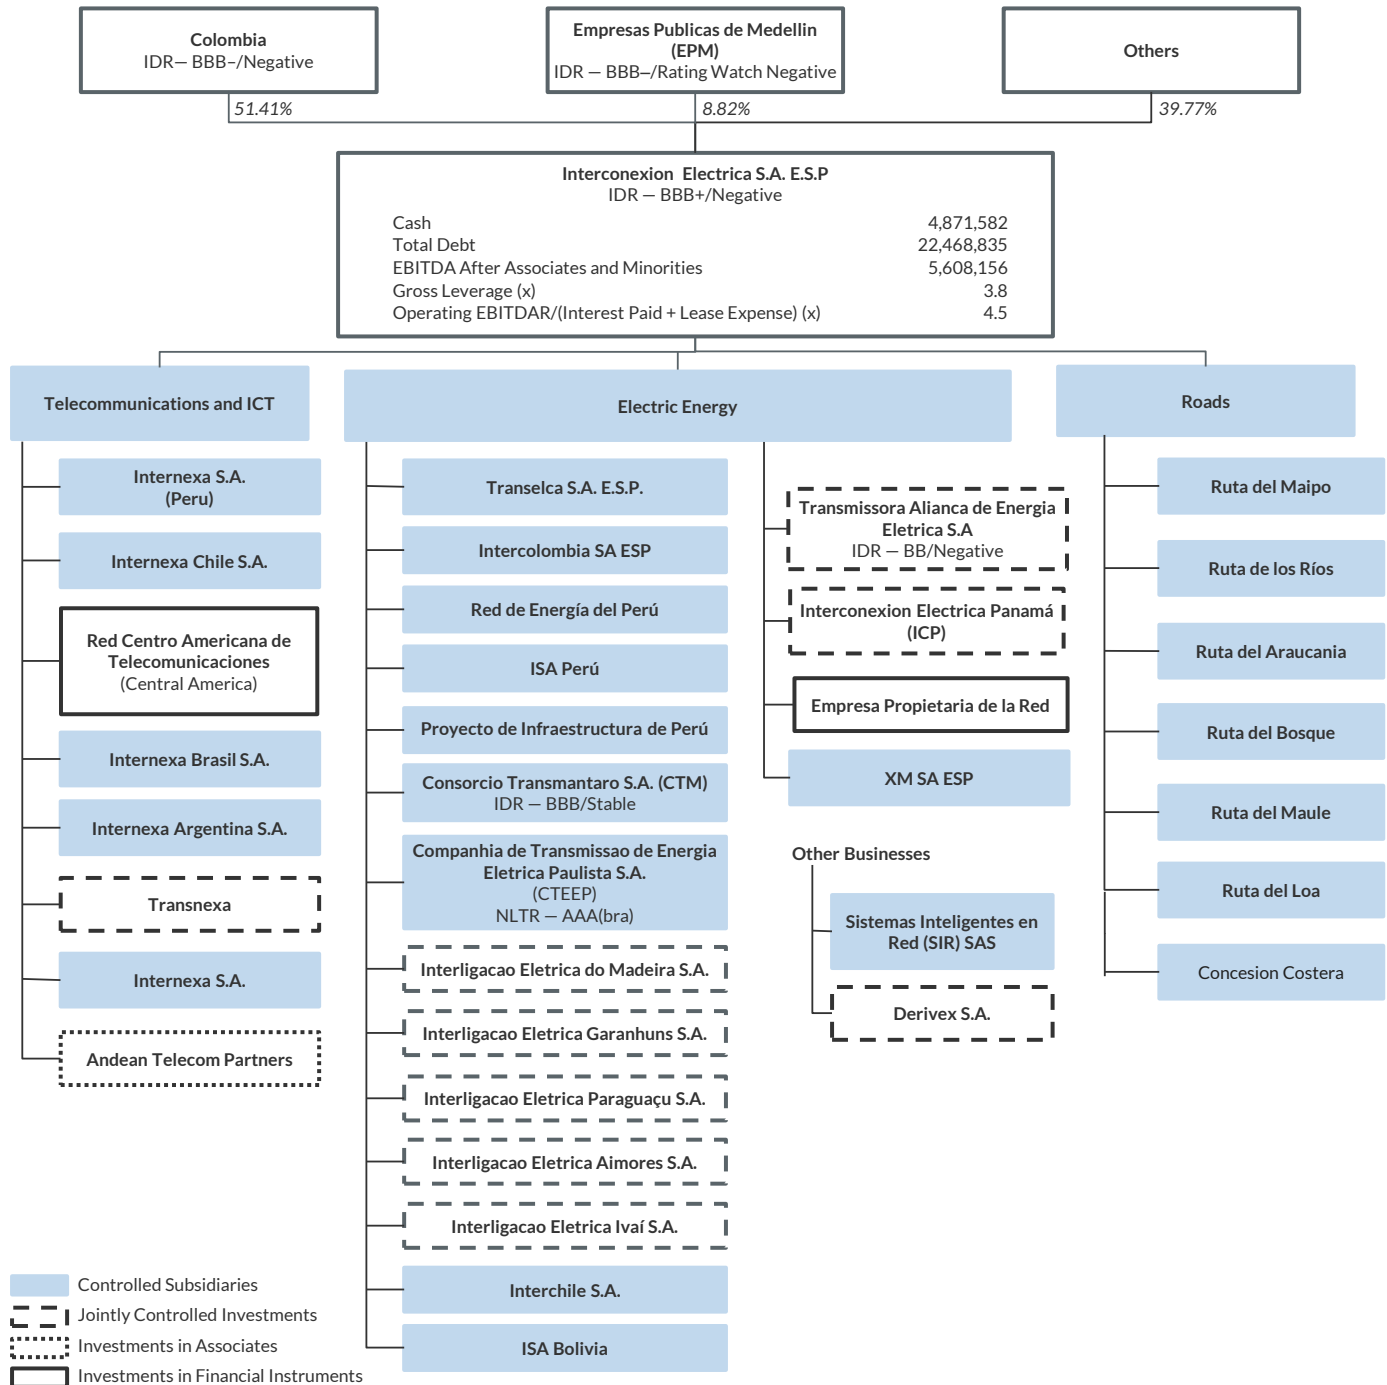 Colombia
IDR— BBB–/Negative
Empresas Publicas de Medellin
(EPM)
IDR — BBB–/Rating Watch Negative
Others
51.41%
8.82%
39.77%
Interconexion Electrica S.A. E.S.P
IDR — BBB+/Negative
Cash 4,871,582
Total Debt 22,468,835
EBITDA After Associates and Minorities 5,608,156
Gross Leverage (x) 3.8
Operating EBITDAR/(Interest Paid + Lease Expense) (x) 4.5
Telecommunications and ICT
Internexa S.A.
(Peru)
Internexa Chile S.A.
Red Centro Americana de
Telecomunicaciones
(Central America)
Internexa Brasil S.A.
Internexa Argentina S.A.
Transnexa
Internexa S.A.
Andean Telecom Partners
Electric Energy
Transelca S.A. E.S.P.
Intercolombia SA ESP
Red de Energía del Perú
ISA Perú
Proyecto de Infraestructura de Perú
Consorcio Transmantaro S.A. (CTM)
IDR — BBB/Stable
Companhia de Transmissao de Energia
Eletrica Paulista S.A.
(CTEEP)
NLTR — AAA(bra)
Interligacao Eletrica do Madeira S.A.
Interligacao Eletrica Garanhuns S.A.
Interligacao Eletrica Paraguaçu S.A.
Interligacao Eletrica Aimores S.A.
Interligacao Eletrica Ivaí S.A.
Interchile S.A.
ISA Bolivia
Transmissora Alianca de Energia
Eletrica S.A
IDR — BB/Negative
Interconexion Electrica Panamá
(ICP)
Empresa Propietaria de la Red
XM SA ESP
Other Businesses
Sistemas Inteligentes en
Red (SIR) SAS
Derivex S.A.
Roads
Ruta del Maipo
Ruta de los Ríos
Ruta del Araucania
Ruta del Bosque
Ruta del Maule
Ruta del Loa
Concesion Costera
Controlled Subsidiaries
Jointly Controlled Investments
Investments in Associates
Investments in Financial Instruments